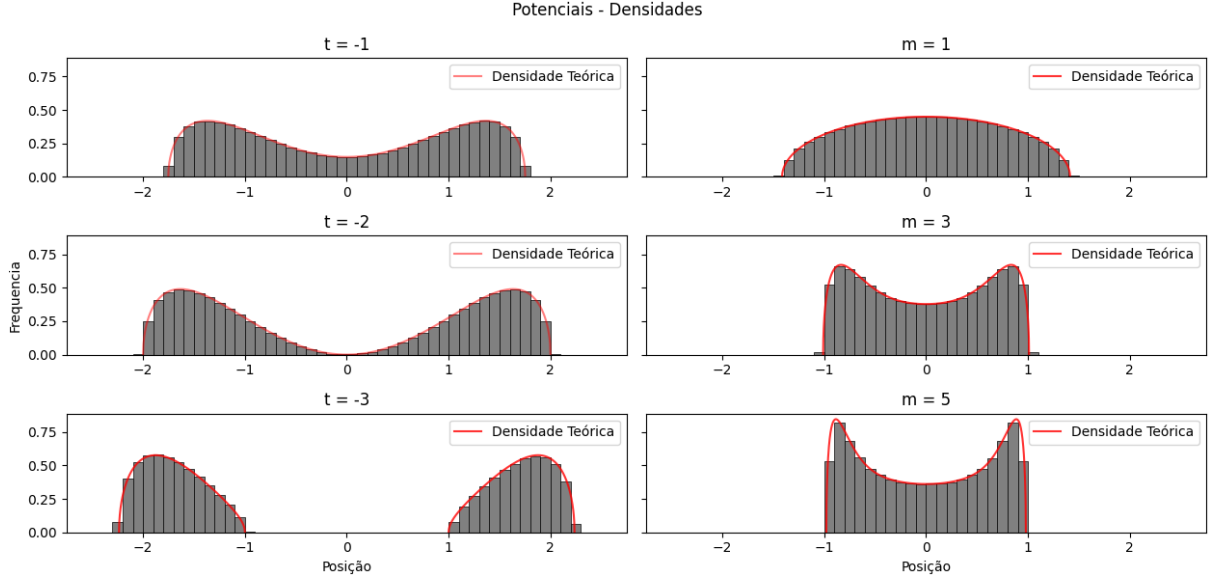 Potenciais - Densidades
t = -1
m = 1
Densidade Teórica
Densidade Teórica
0.75
0.50
0.25
0.00
−2 −1 0 1 2
−2 −1 0 1 2
t = -2
m = 3
Densidade Teórica
Densidade Teórica
Frequencia
0.75
0.50
0.25
0.00
−2 −1 0 1 2
−2 −1 0 1 2
t = -3
m = 5
Densidade Teórica
Densidade Teórica
0.75
0.50
0.25
0.00
−2 −1 0 1 2
−2 −1 0 1 2
Posição
Posição